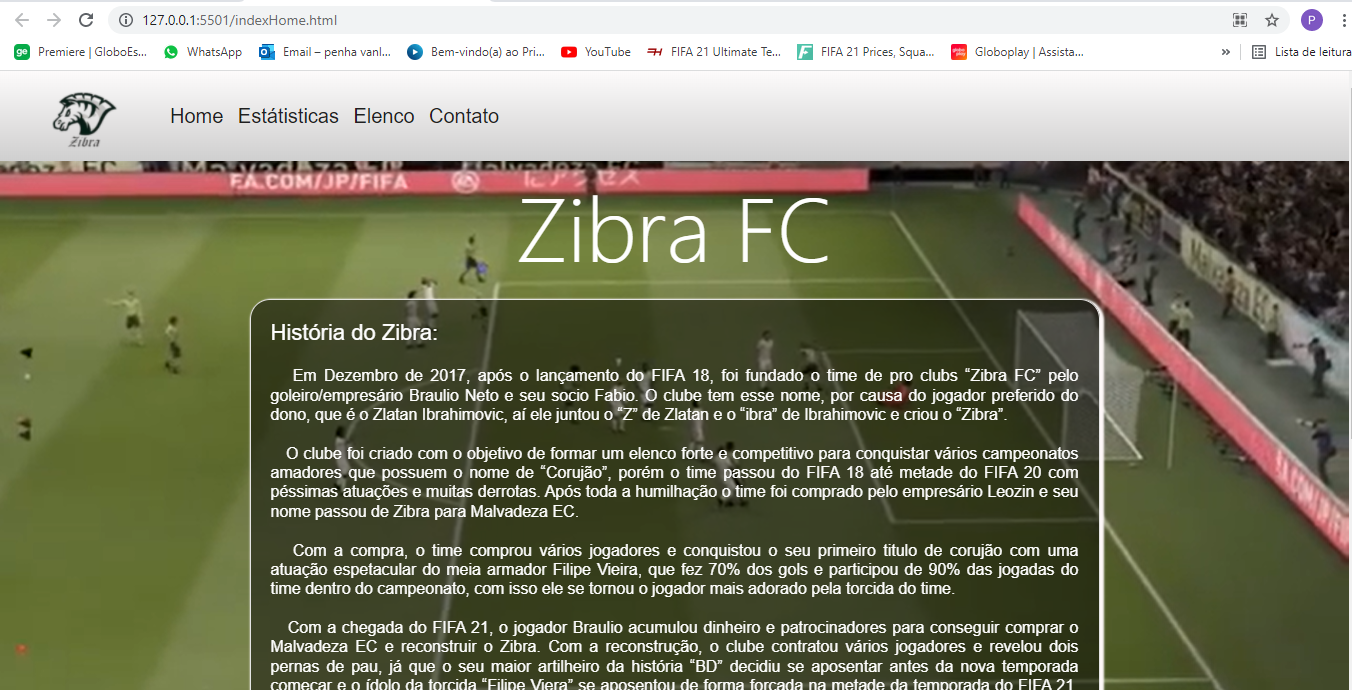 127.0.0.1:5501/indexHome.html
P
ge Premiere | GloboEs...
WhatsApp
Email – penha vanl...
Bem-vindo(a) ao Pri...
YouTube
FIFA 21 Ultimate Te...
FIFA 21 Prices, Squa...
Globoplay | Assista...
»
Lista de leitura
Zibra
Home Estátisticas Elenco Contato
FC Malvadeza Malvadeza FC
EA.COM/JP/FIFA EA にアクセス
Zibra FC
História do Zibra:
Em Dezembro de 2017, após o lançamento do FIFA 18, foi fundado o time de pro clubs “Zibra FC” pelo
goleiro/empresário Braulio Neto e seu socio Fabio. O clube tem esse nome, por causa do jogador preferido do
dono, que é o Zlatan Ibrahimovic, aí ele juntou o “Z” de Zlatan e o “ibra” de Ibrahimovic e criou o “Zibra”.
O clube foi criado com o objetivo de formar um elenco forte e competitivo para conquistar vários campeonatos
amadores que possuem o nome de “Corujão”, porém o time passou do FIFA 18 até metade do FIFA 20 com
péssimas atuações e muitas derrotas. Após toda a humilhação o time foi comprado pelo empresário Leozin e seu
nome passou de Zibra para Malvadeza EC.
Com a compra, o time comprou vários jogadores e conquistou o seu primeiro titulo de corujão com uma
atuação espetacular do meia armador Filipe Vieira, que fez 70% dos gols e participou de 90% das jogadas do
time dentro do campeonato, com isso ele se tornou o jogador mais adorado pela torcida do time.
Com a chegada do FIFA 21, o jogador Braulio acumulou dinheiro e patrocinadores para conseguir comprar o
Malvadeza EC e reconstruir o Zibra. Com a reconstrução, o clube contratou vários jogadores e revelou dois
pernas de pau, já que o seu maior artilheiro da história “BD” decidiu se aposentar antes da nova temporada
começar e o ídolo da torcida “Filipe Viera” se aposentou de forma forçada na metade da temporada do FIFA 21.